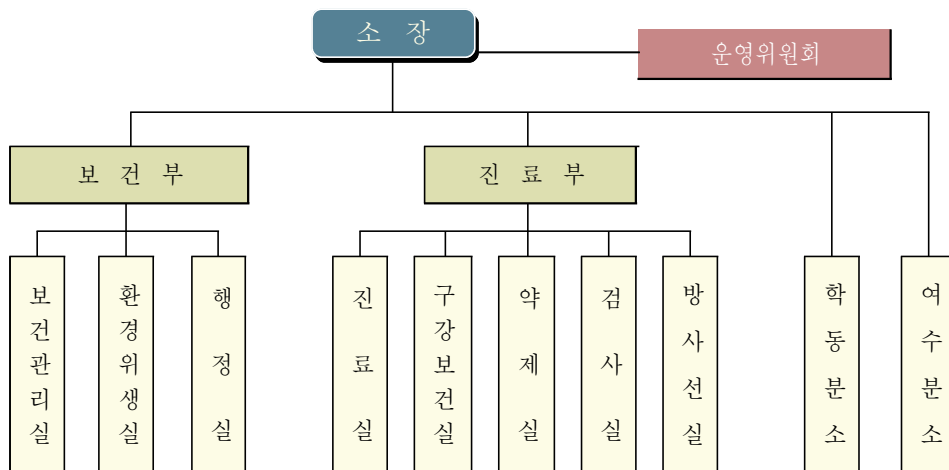 소 장
운영위원회
보 건 부
진 료 부
보건관리실
환경위생실
행정실
진료실
구강보건실
약제실
검사실
방사선실
학동분소
여수분소